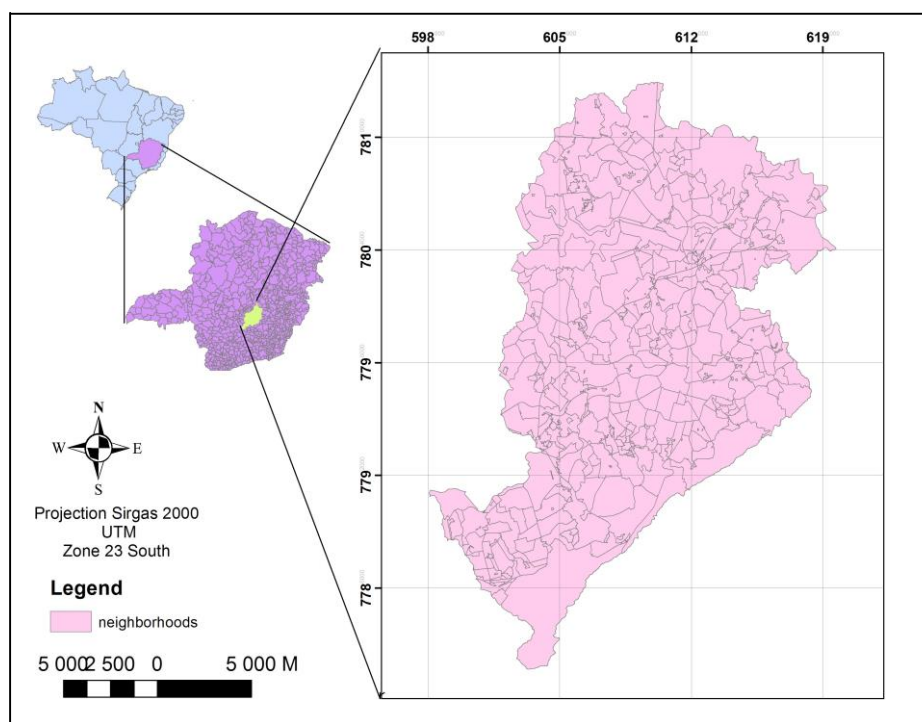 598 605 612 619
781
780
779
779
778
N
W E
S
Projection Sirgas 2000
UTM
Zone 23 South
Legend
neighborhoods
5 000 2 500 0 5 000 M